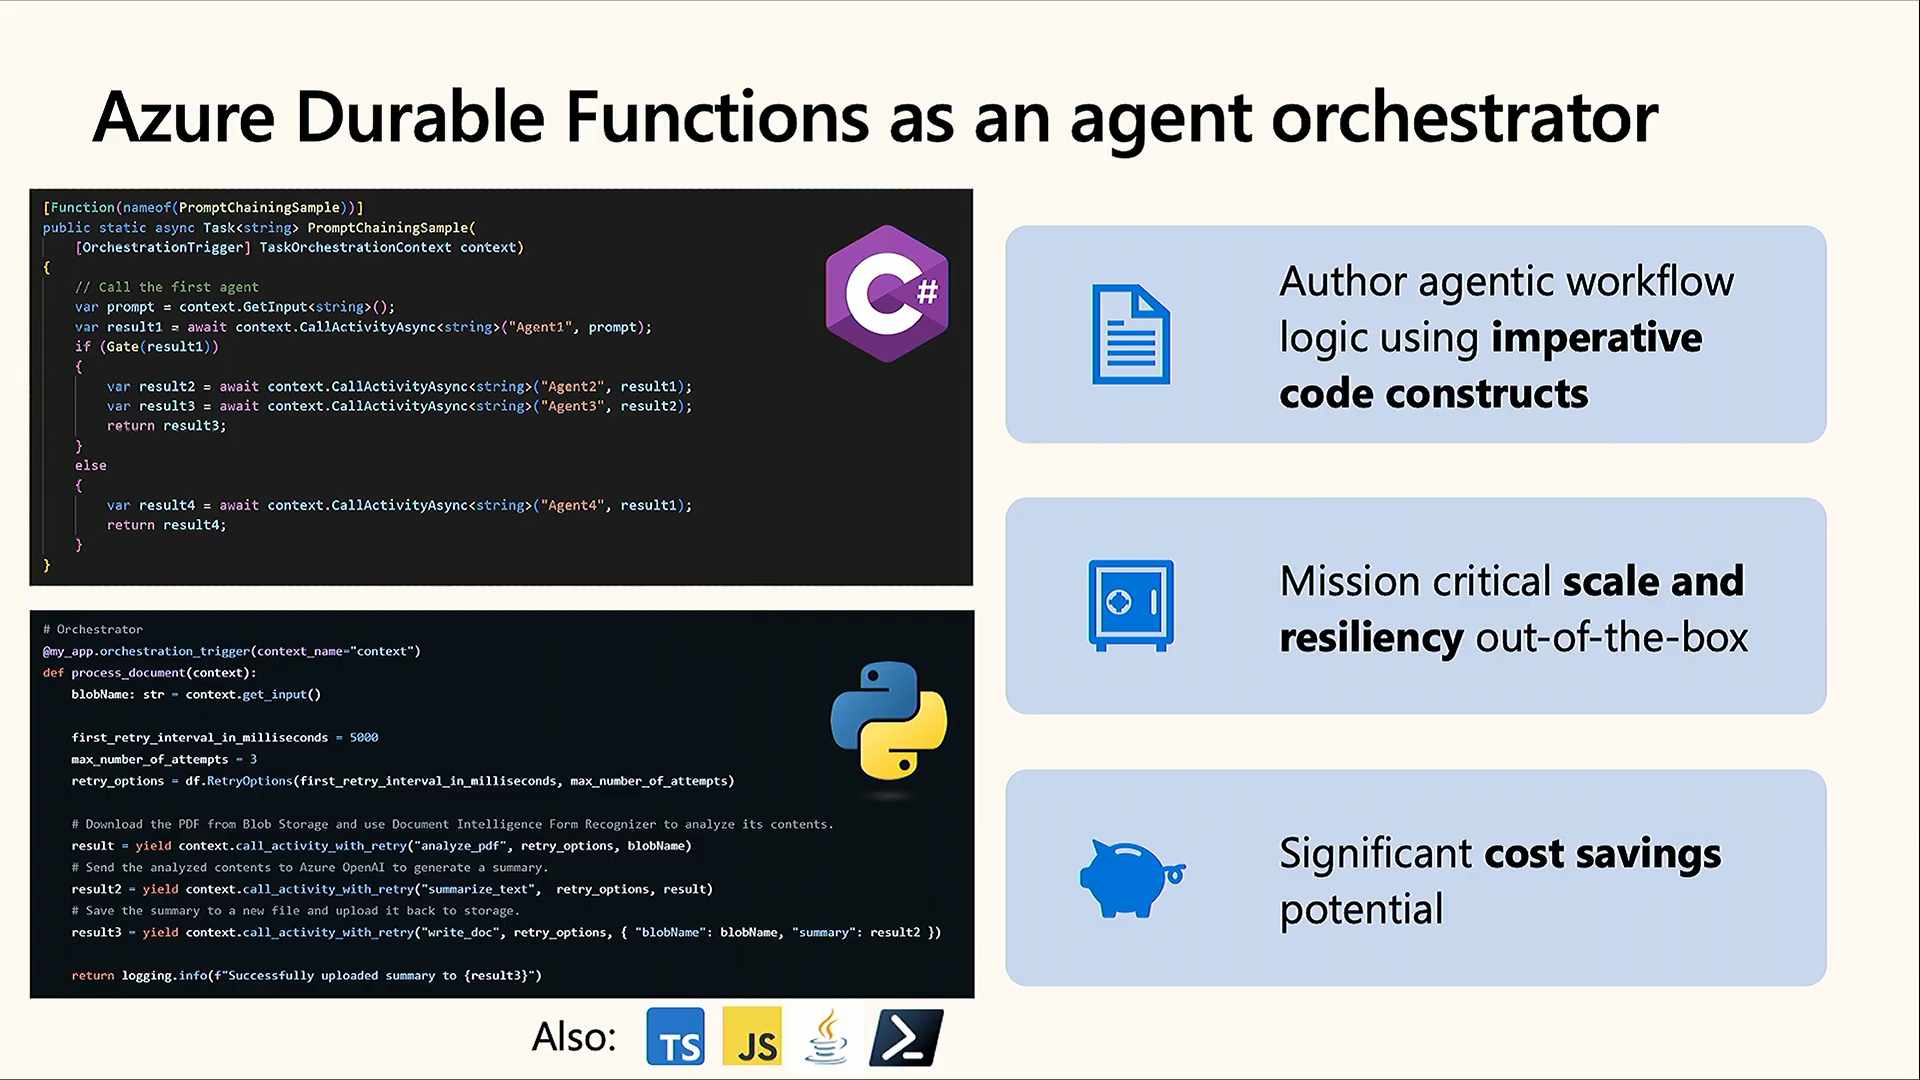 Azure Durable Functions as an agent orchestrator
[Function(nameof(PromptChainingSample))]
public static async Task<string> PromptChainingSample(
    [OrchestrationTrigger] TaskOrchestrationContext context)
{
    // Call the first agent
    var prompt = context.GetInput<string>();
    var result1 = await context.CallActivityAsync<string>("Agent1", prompt);
    if (Gate(result1))
    {
        var result2 = await context.CallActivityAsync<string>("Agent2", result1);
        var result3 = await context.CallActivityAsync<string>("Agent3", result2);
        return result3;
    }
    else
    {
        var result4 = await context.CallActivityAsync<string>("Agent4", result1);
        return result4;
    }
}
C#
# Orchestrator
@my_app.orchestration_trigger(context_name="context")
def process_document(context):
    blobName: str = context.get_input()
    first_retry_interval_in_milliseconds = 5000
    max_number_of_attempts = 3
    retry_options = df.RetryOptions(first_retry_interval_in_milliseconds, max_number_of_attempts)
    # Download the PDF from Blob Storage and use Document Intelligence Form Recognizer to analyze its contents.
    result = yield context.call_activity_with_retry("analyze_pdf", retry_options, blobName)
    # Send the analyzed contents to Azure OpenAI to generate a summary.
    result2 = yield context.call_activity_with_retry("summarize_text",  retry_options, result)
    # Save the summary to a new file and upload it back to storage.
    result3 = yield context.call_activity_with_retry("write_doc", retry_options, { "blobName": blobName, "summary": result2 })
    return logging.info(f"Successfully uploaded summary to {result3}")
Also:
TS
JS
Author agentic workflow
logic using imperative
code constructs
Mission critical scale and
resiliency out-of-the-box
Significant cost savings
potential